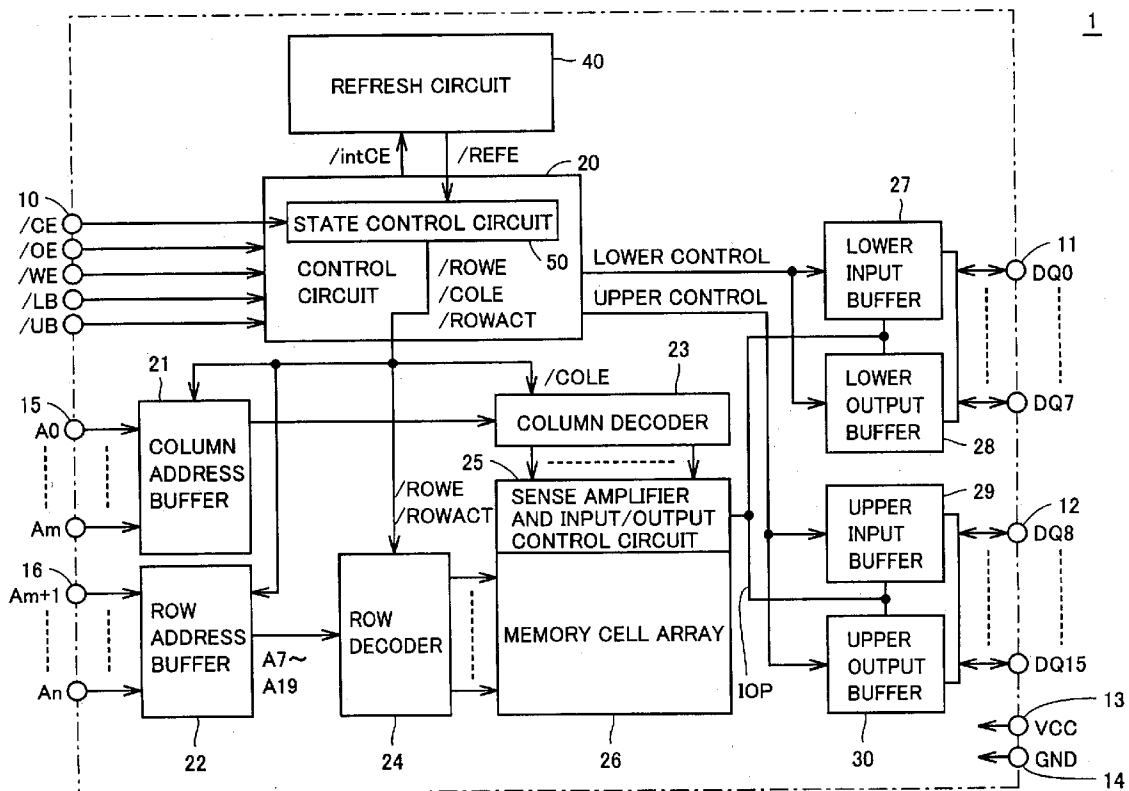 1
40
REFRESH CIRCUIT
/intCE
/REFE
20
10
/CE
/OE
/WE
/LB
/UB
STATE CONTROL CIRCUIT
50
CONTROL
CIRCUIT
/ROWE
/COLE
/ROWACT
LOWER CONTROL
UPPER CONTROL
27
LOWER
INPUT
BUFFER
11
DQ0
LOWER
OUTPUT
BUFFER
28
DQ7
21
15
A0
Am
COLUMN
ADDRESS
BUFFER
/COLE
23
COLUMN DECODER
25
SENSE AMPLIFIER
AND INPUT/OUTPUT
CONTROL CIRCUIT
/ROWE
/ROWACT
29
UPPER
INPUT
BUFFER
12
DQ8
16
Am+1
An
ROW
ADDRESS
BUFFER
22
A7~
A19
ROW
DECODER
24
MEMORY CELL ARRAY
26
IOP
UPPER
OUTPUT
BUFFER
30
DQ15
13
VCC
GND
14